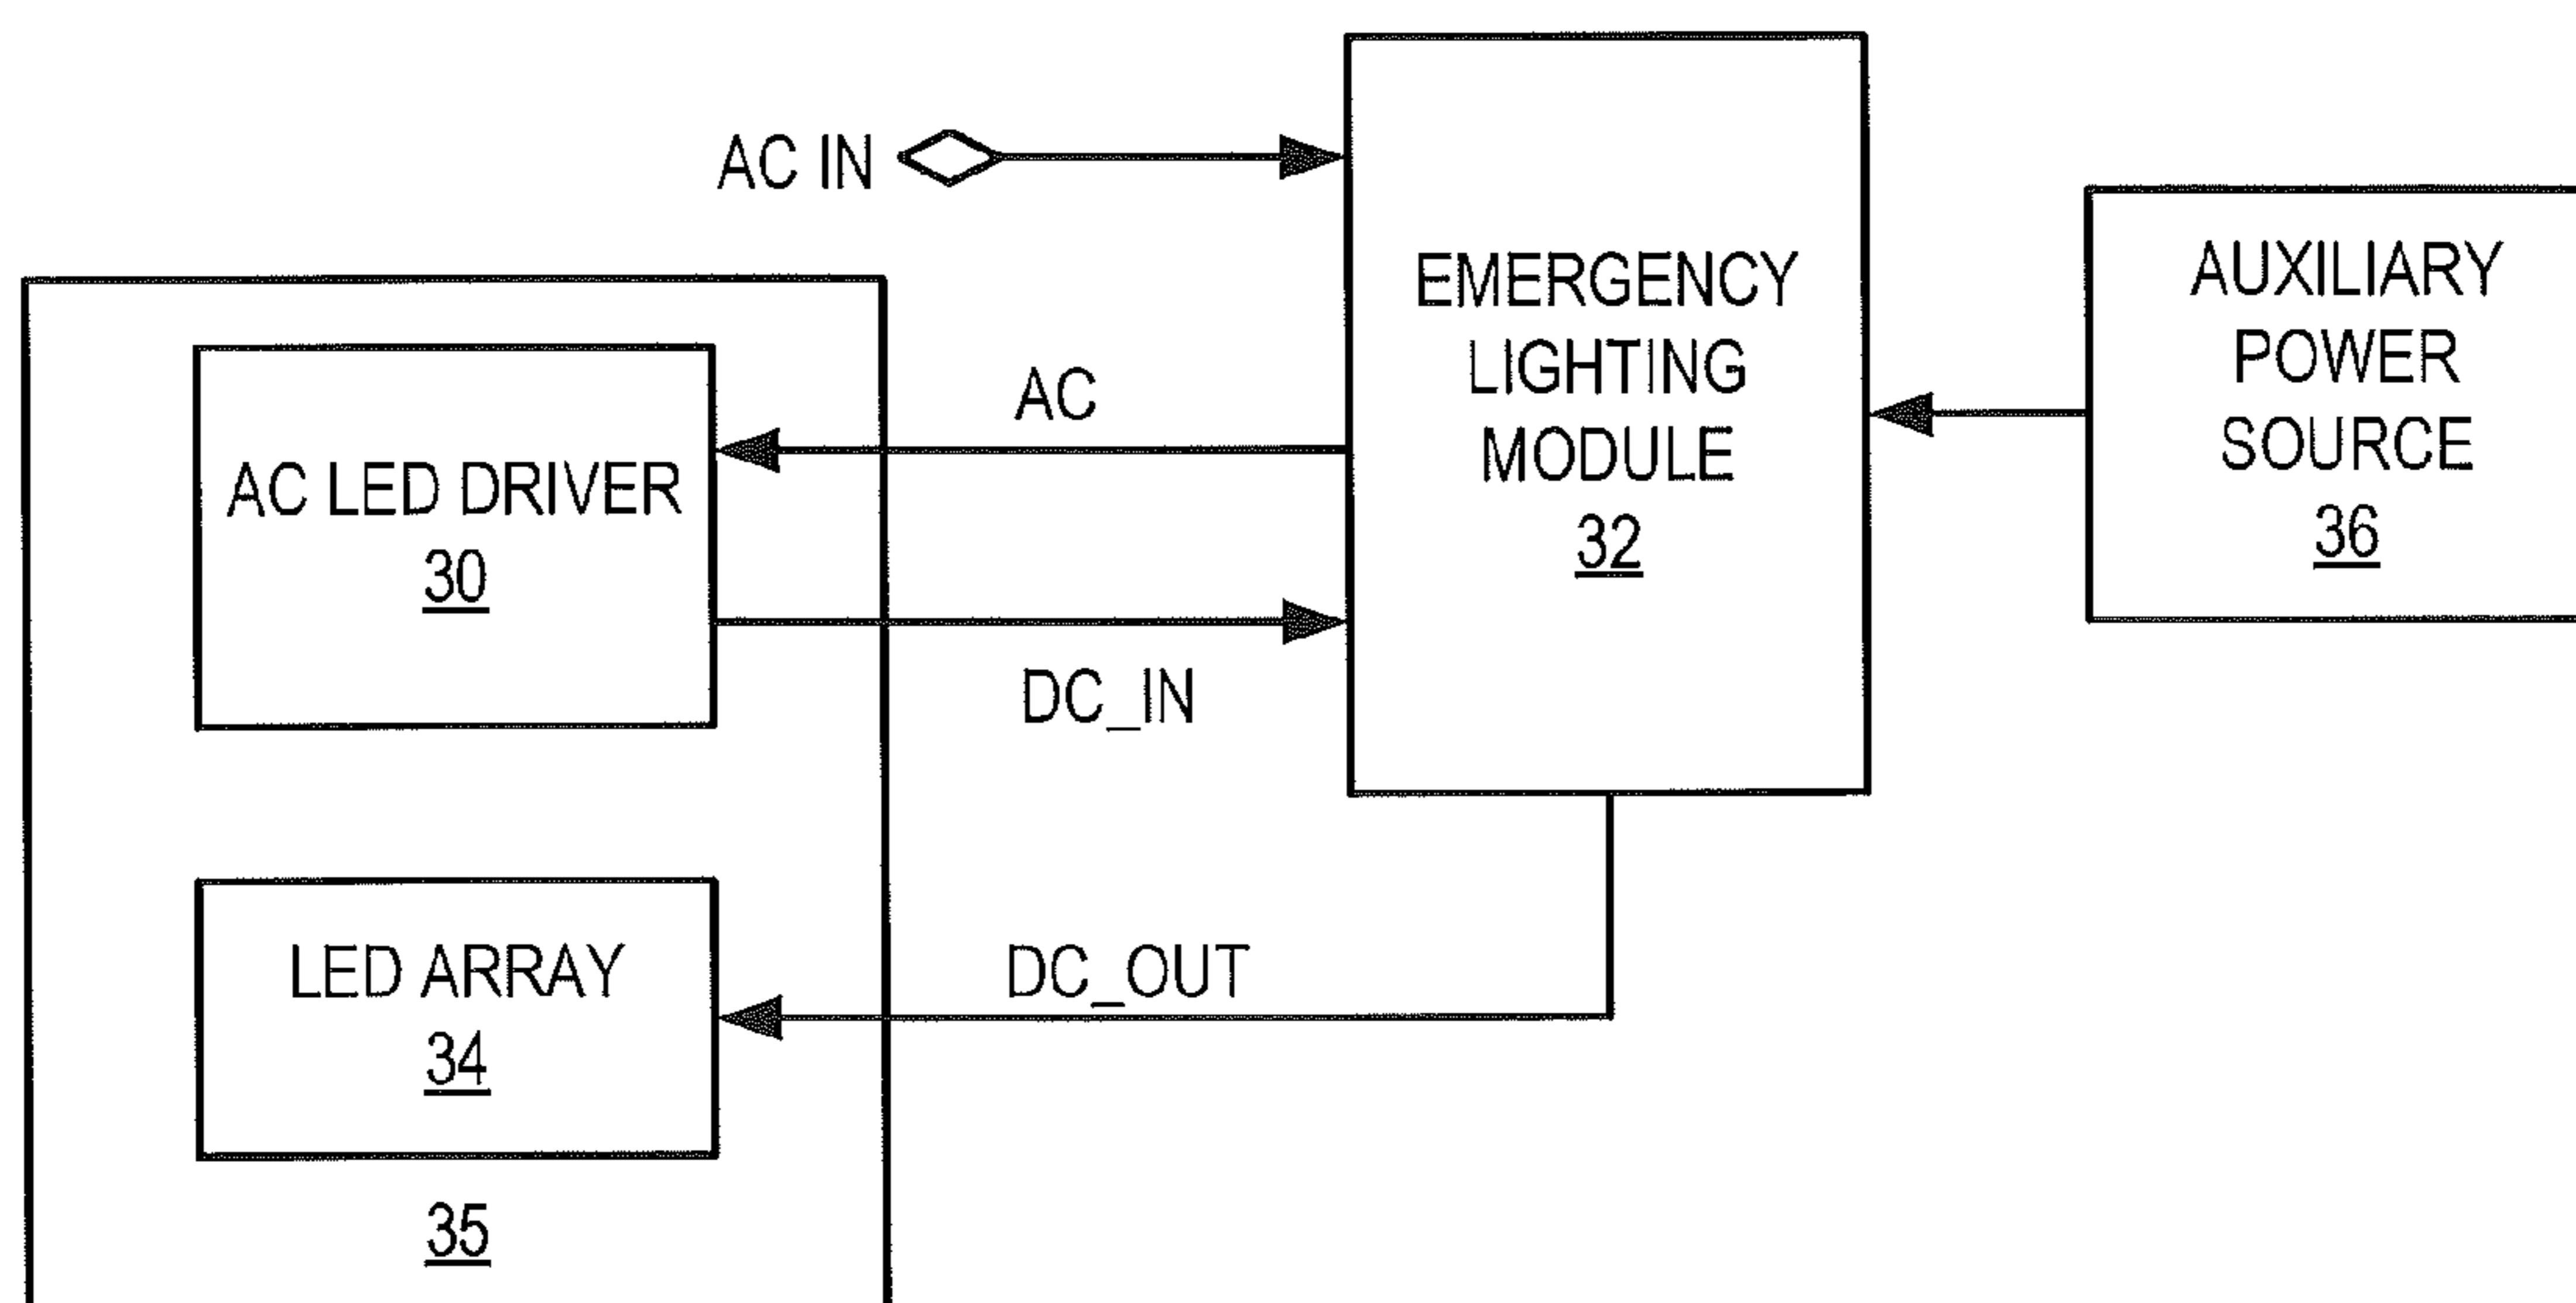 AC IN
EMERGENCY
LIGHTING
MODULE
32
AUXILIARY
POWER
SOURCE
36
AC
AC LED DRIVER
30
DC_IN
LED ARRAY
34
DC_OUT
35